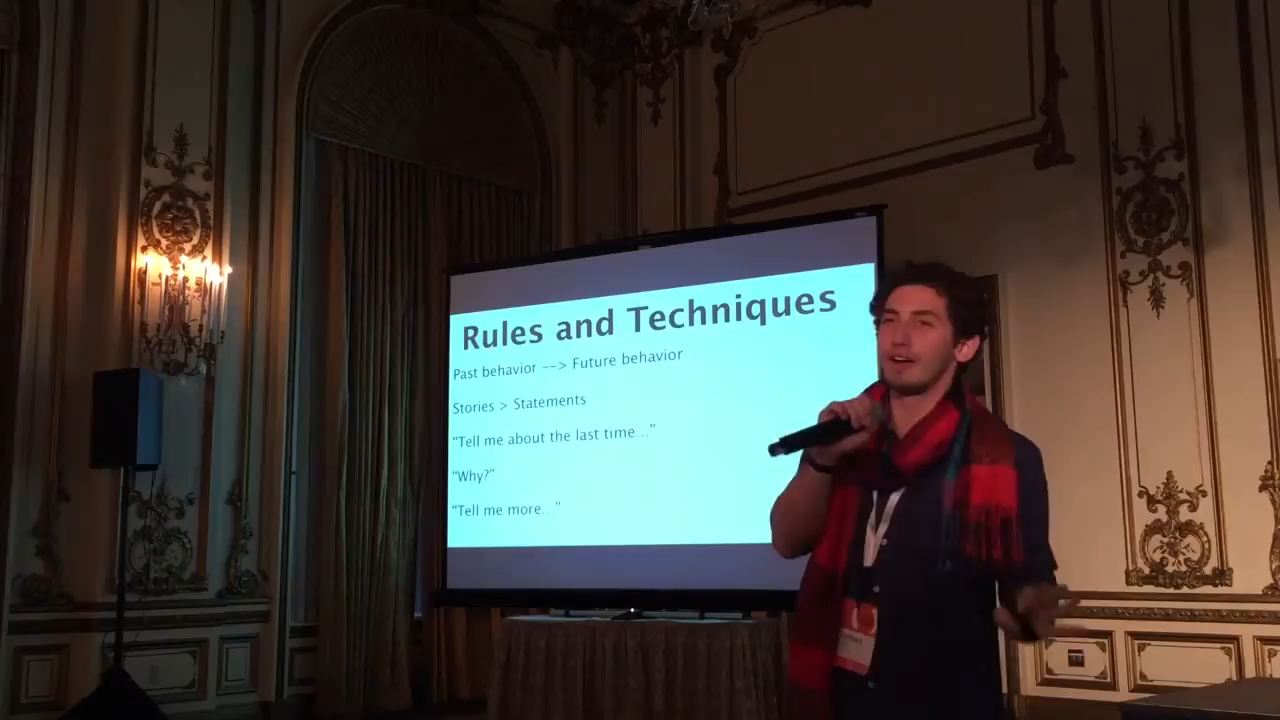 Rules and Techniques
Past behavior --> Future behavior
Stories > Statements
“Tell me about the last time...”
“Why?”
“Tell me more...”